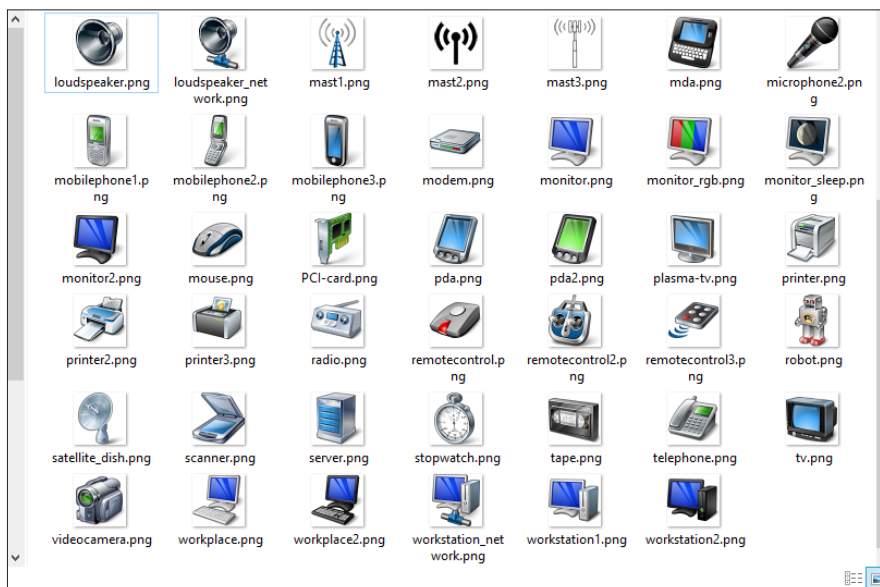 loudspeaker.png
loudspeaker_net
work.png
mast1.png
mast2.png
mast3.png
mda.png
microphone2.pn
g
mobilephone1.p
ng
mobilephone2.p
ng
mobilephone3.p
ng
modem.png
monitor.png
monitor_rgb.png
monitor_sleep.pn
g
monitor2.png
mouse.png
PCI-card.png
pda.png
pda2.png
plasma-tv.png
printer.png
printer2.png
printer3.png
radio.png
remotecontrol.p
ng
remotecontrol2.p
ng
remotecontrol3.p
ng
robot.png
satellite_dish.png
scanner.png
server.png
stopwatch.png
tape.png
telephone.png
tv.png
videocamera.png
workplace.png
workplace2.png
workstation_net
work.png
workstation1.png
workstation2.png